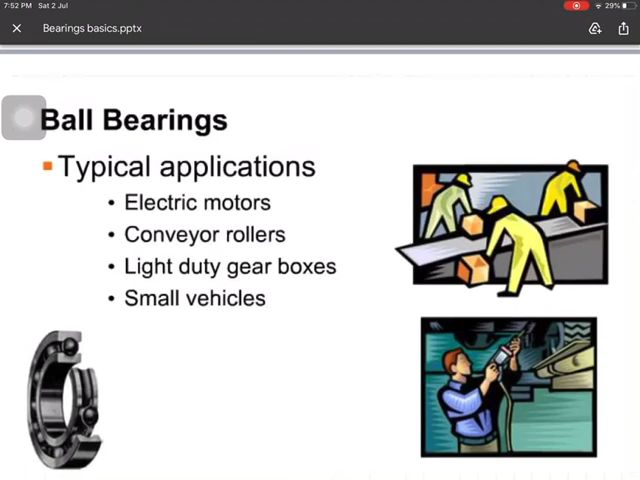 7:52 PM Sat 2 Jul
29%
Bearings basics.pptx
Ball Bearings
Typical applications
• Electric motors
• Conveyor rollers
• Light duty gear boxes
• Small vehicles